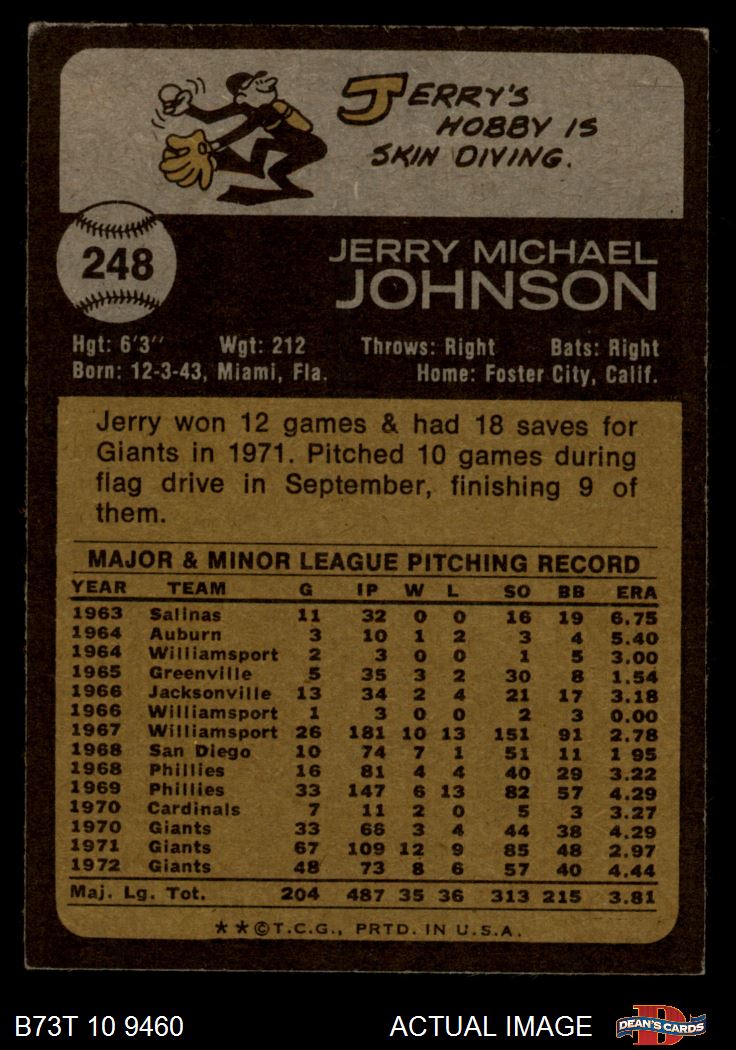 JERRY'S
HOBBY IS
SKIN DIVING.
248
JERRY MICHAEL
JOHNSON
Hgt: 6'3" Wgt: 212 Throws: Right Bats: Right
Born: 12-3-43, Miami, Fla. Home: Foster City, Calif.
Jerry won 12 games & had 18 saves for
Giants in 1971. Pitched 10 games during
flag drive in September, finishing 9 of
them.
MAJOR & MINOR LEAGUE PITCHING RECORD
YEAR TEAM G IP W L SO BB ERA
1963 Salinas 11 32 0 0 16 19 6.75
1964 Auburn 3 10 1 2 3 4 5.40
1964 Williamsport 2 3 0 0 1 5 3.00
1965 Greenville 5 35 3 2 30 8 1.54
1966 Jacksonville 13 34 2 4 21 17 3.18
1966 Williamsport 1 3 0 0 2 3 0.00
1967 Williamsport 26 181 10 13 151 91 2.78
1968 San Diego 10 74 7 1 51 11 1 95
1968 Phillies 16 81 4 4 40 29 3.22
1969 Phillies 33 147 6 13 82 57 4.29
1970 Cardinals 7 11 2 0 5 3 3.27
1970 Giants 33 66 3 4 44 38 4.29
1971 Giants 67 109 12 9 85 48 2.97
1972 Giants 48 73 8 6 57 40 4.44
Maj. Lg. Tot. 204 487 35 36 313 215 3.81
**©T.C.G., PRTD. IN U.S.A.
B73T 10 9460 ACTUAL IMAGE
D
DEAN'S CARDS